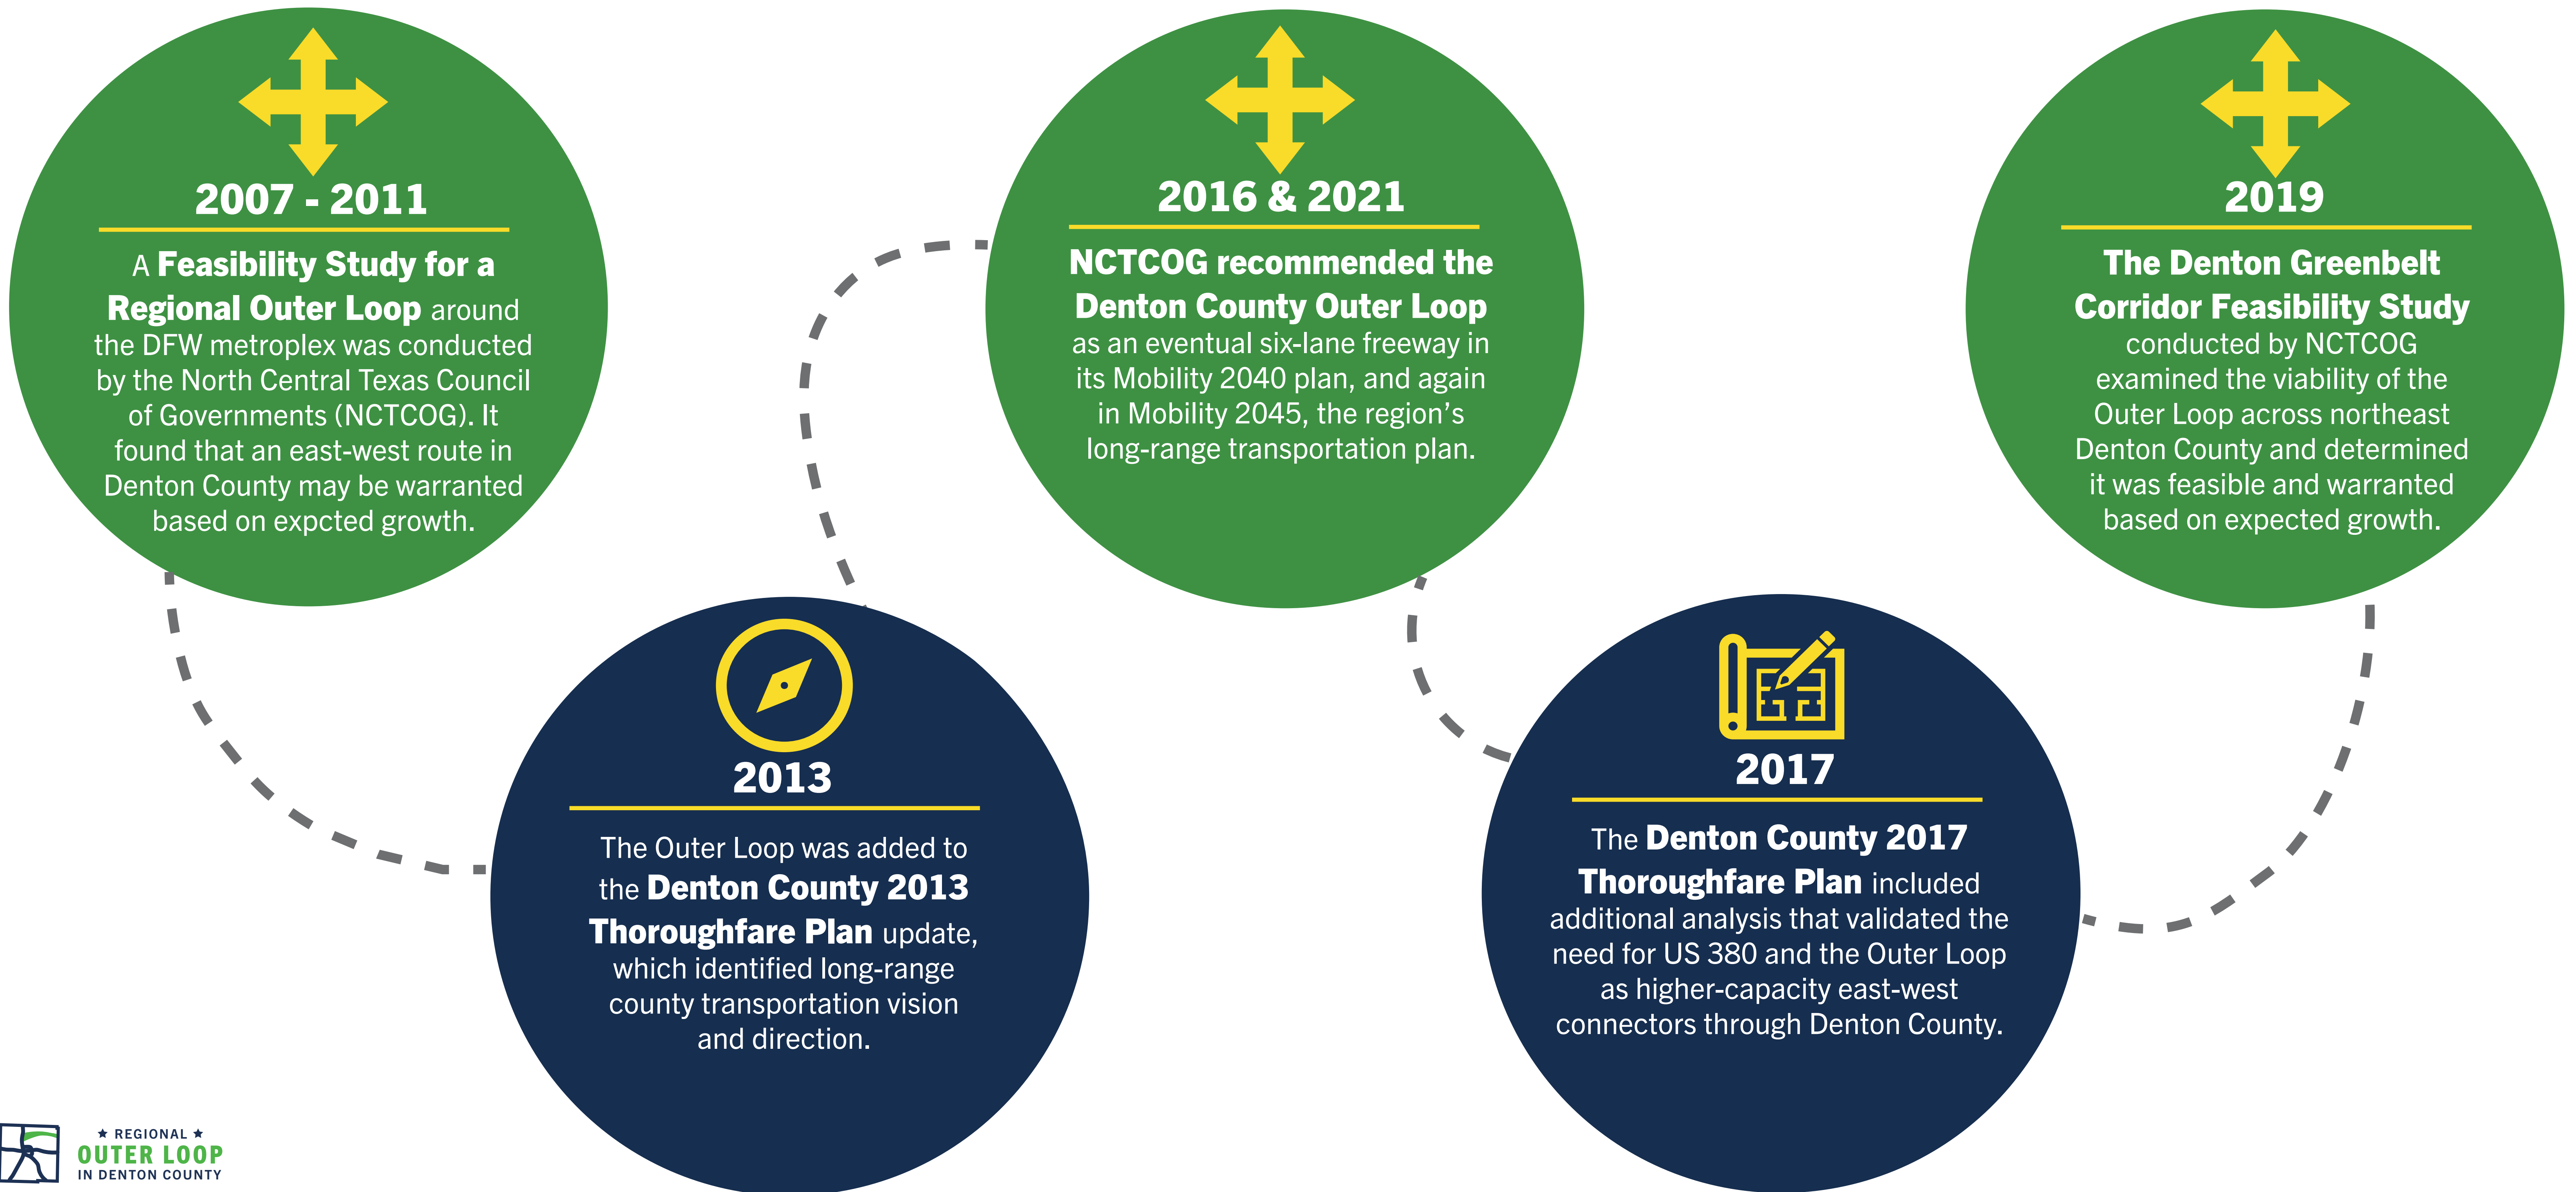 2007 - 2011
A Feasibility Study for a
Regional Outer Loop around
the DFW metroplex was conducted
by the North Central Texas Council
of Governments (NCTCOG). It
found that an east-west route in
Denton County may be warranted
based on expcted growth.
2013
The Outer Loop was added to
the Denton County 2013
Thoroughfare Plan update,
which identified long-range
county transportation vision
and direction.
2016 & 2021
NCTCOG recommended the
Denton County Outer Loop
as an eventual six-lane freeway in
its Mobility 2040 plan, and again
in Mobility 2045, the region’s
long-range transportation plan.
2017
The Denton County 2017
Thoroughfare Plan included
additional analysis that validated the
need for US 380 and the Outer Loop
as higher-capacity east-west
connectors through Denton County.
2019
The Denton Greenbelt
Corridor Feasibility Study
conducted by NCTCOG
examined the viability of the
Outer Loop across northeast
Denton County and determined
it was feasible and warranted
based on expected growth.
★ REGIONAL ★
OUTER LOOP
IN DENTON COUNTY